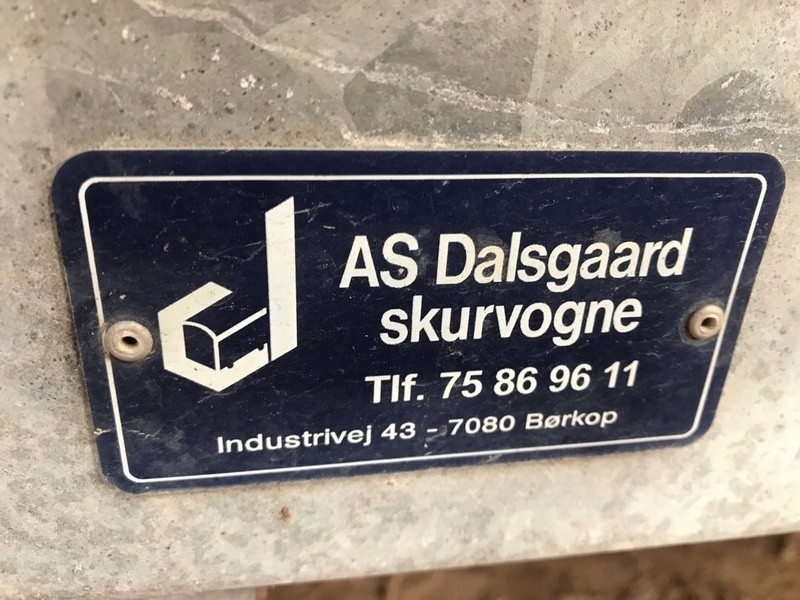 AS Dalsgaard
skurvogne
Tlf. 75 86 96 11
Industrivej 43 - 7080 Børkop